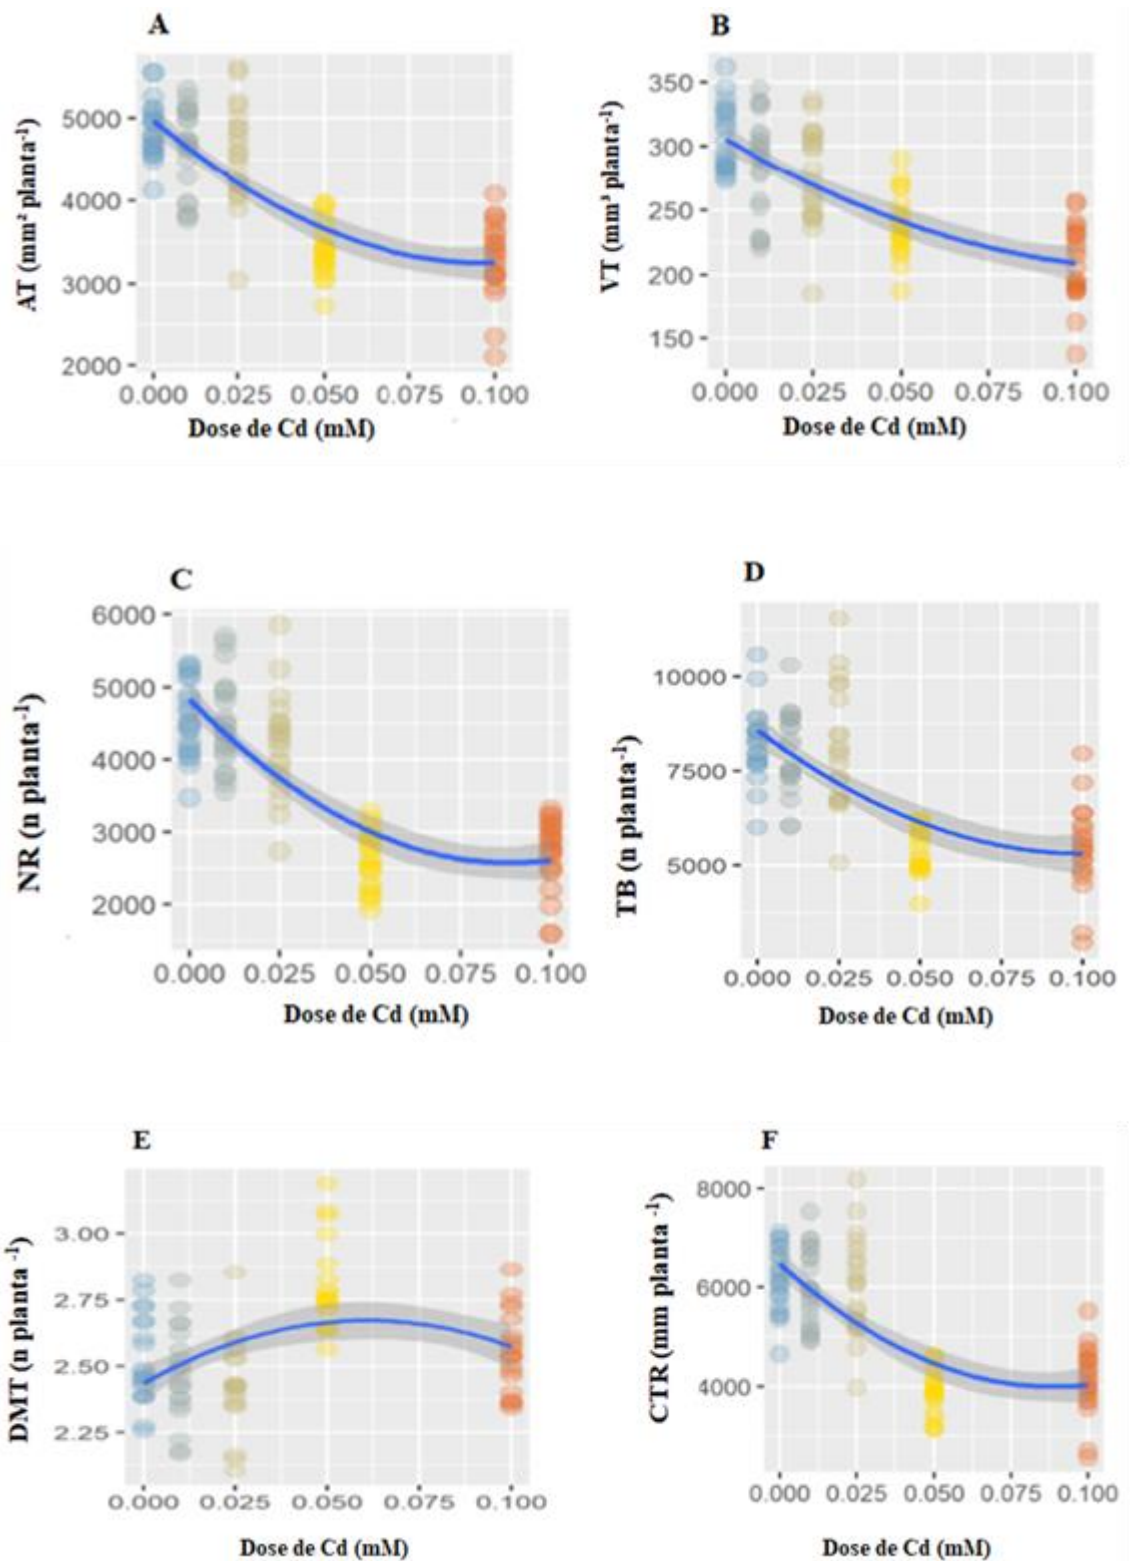 A
AT (mm² planta⁻¹)
5000
4000
3000
2000
0.000 0.025 0.050 0.075 0.100
Dose de Cd (mM)
B
VT (mm³ planta⁻¹)
350
300
250
200
150
0.000 0.025 0.050 0.075 0.100
Dose de Cd (mM)
C
NR (n planta⁻¹)
6000
5000
4000
3000
2000
0.000 0.025 0.050 0.075 0.100
Dose de Cd (mM)
D
TB (n planta⁻¹)
10000
7500
5000
0.000 0.025 0.050 0.075 0.100
Dose de Cd (mM)
E
DMT (n planta ⁻¹)
3.00
2.75
2.50
2.25
0.000 0.025 0.050 0.075 0.100
Dose de Cd (mM)
F
CTR (mm planta ⁻¹)
8000
6000
4000
0.000 0.025 0.050 0.075 0.100
Dose de Cd (mM)